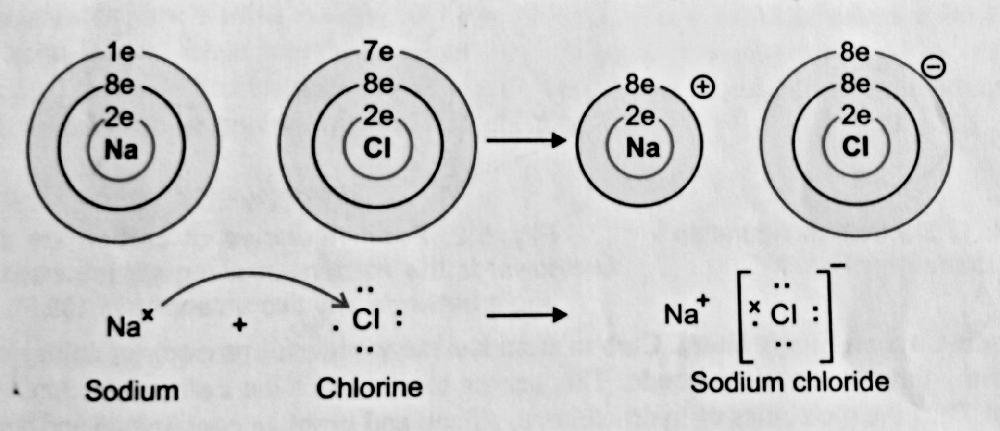 1e 7e 8e
8e 8e 8e ⊕ 8e ⊖
2e 2e 2e 2e
Na Cl Na Cl
Na× + . Cl : → Na⁺ [ ×. Cl : ]⁻
Sodium Chlorine Sodium chloride